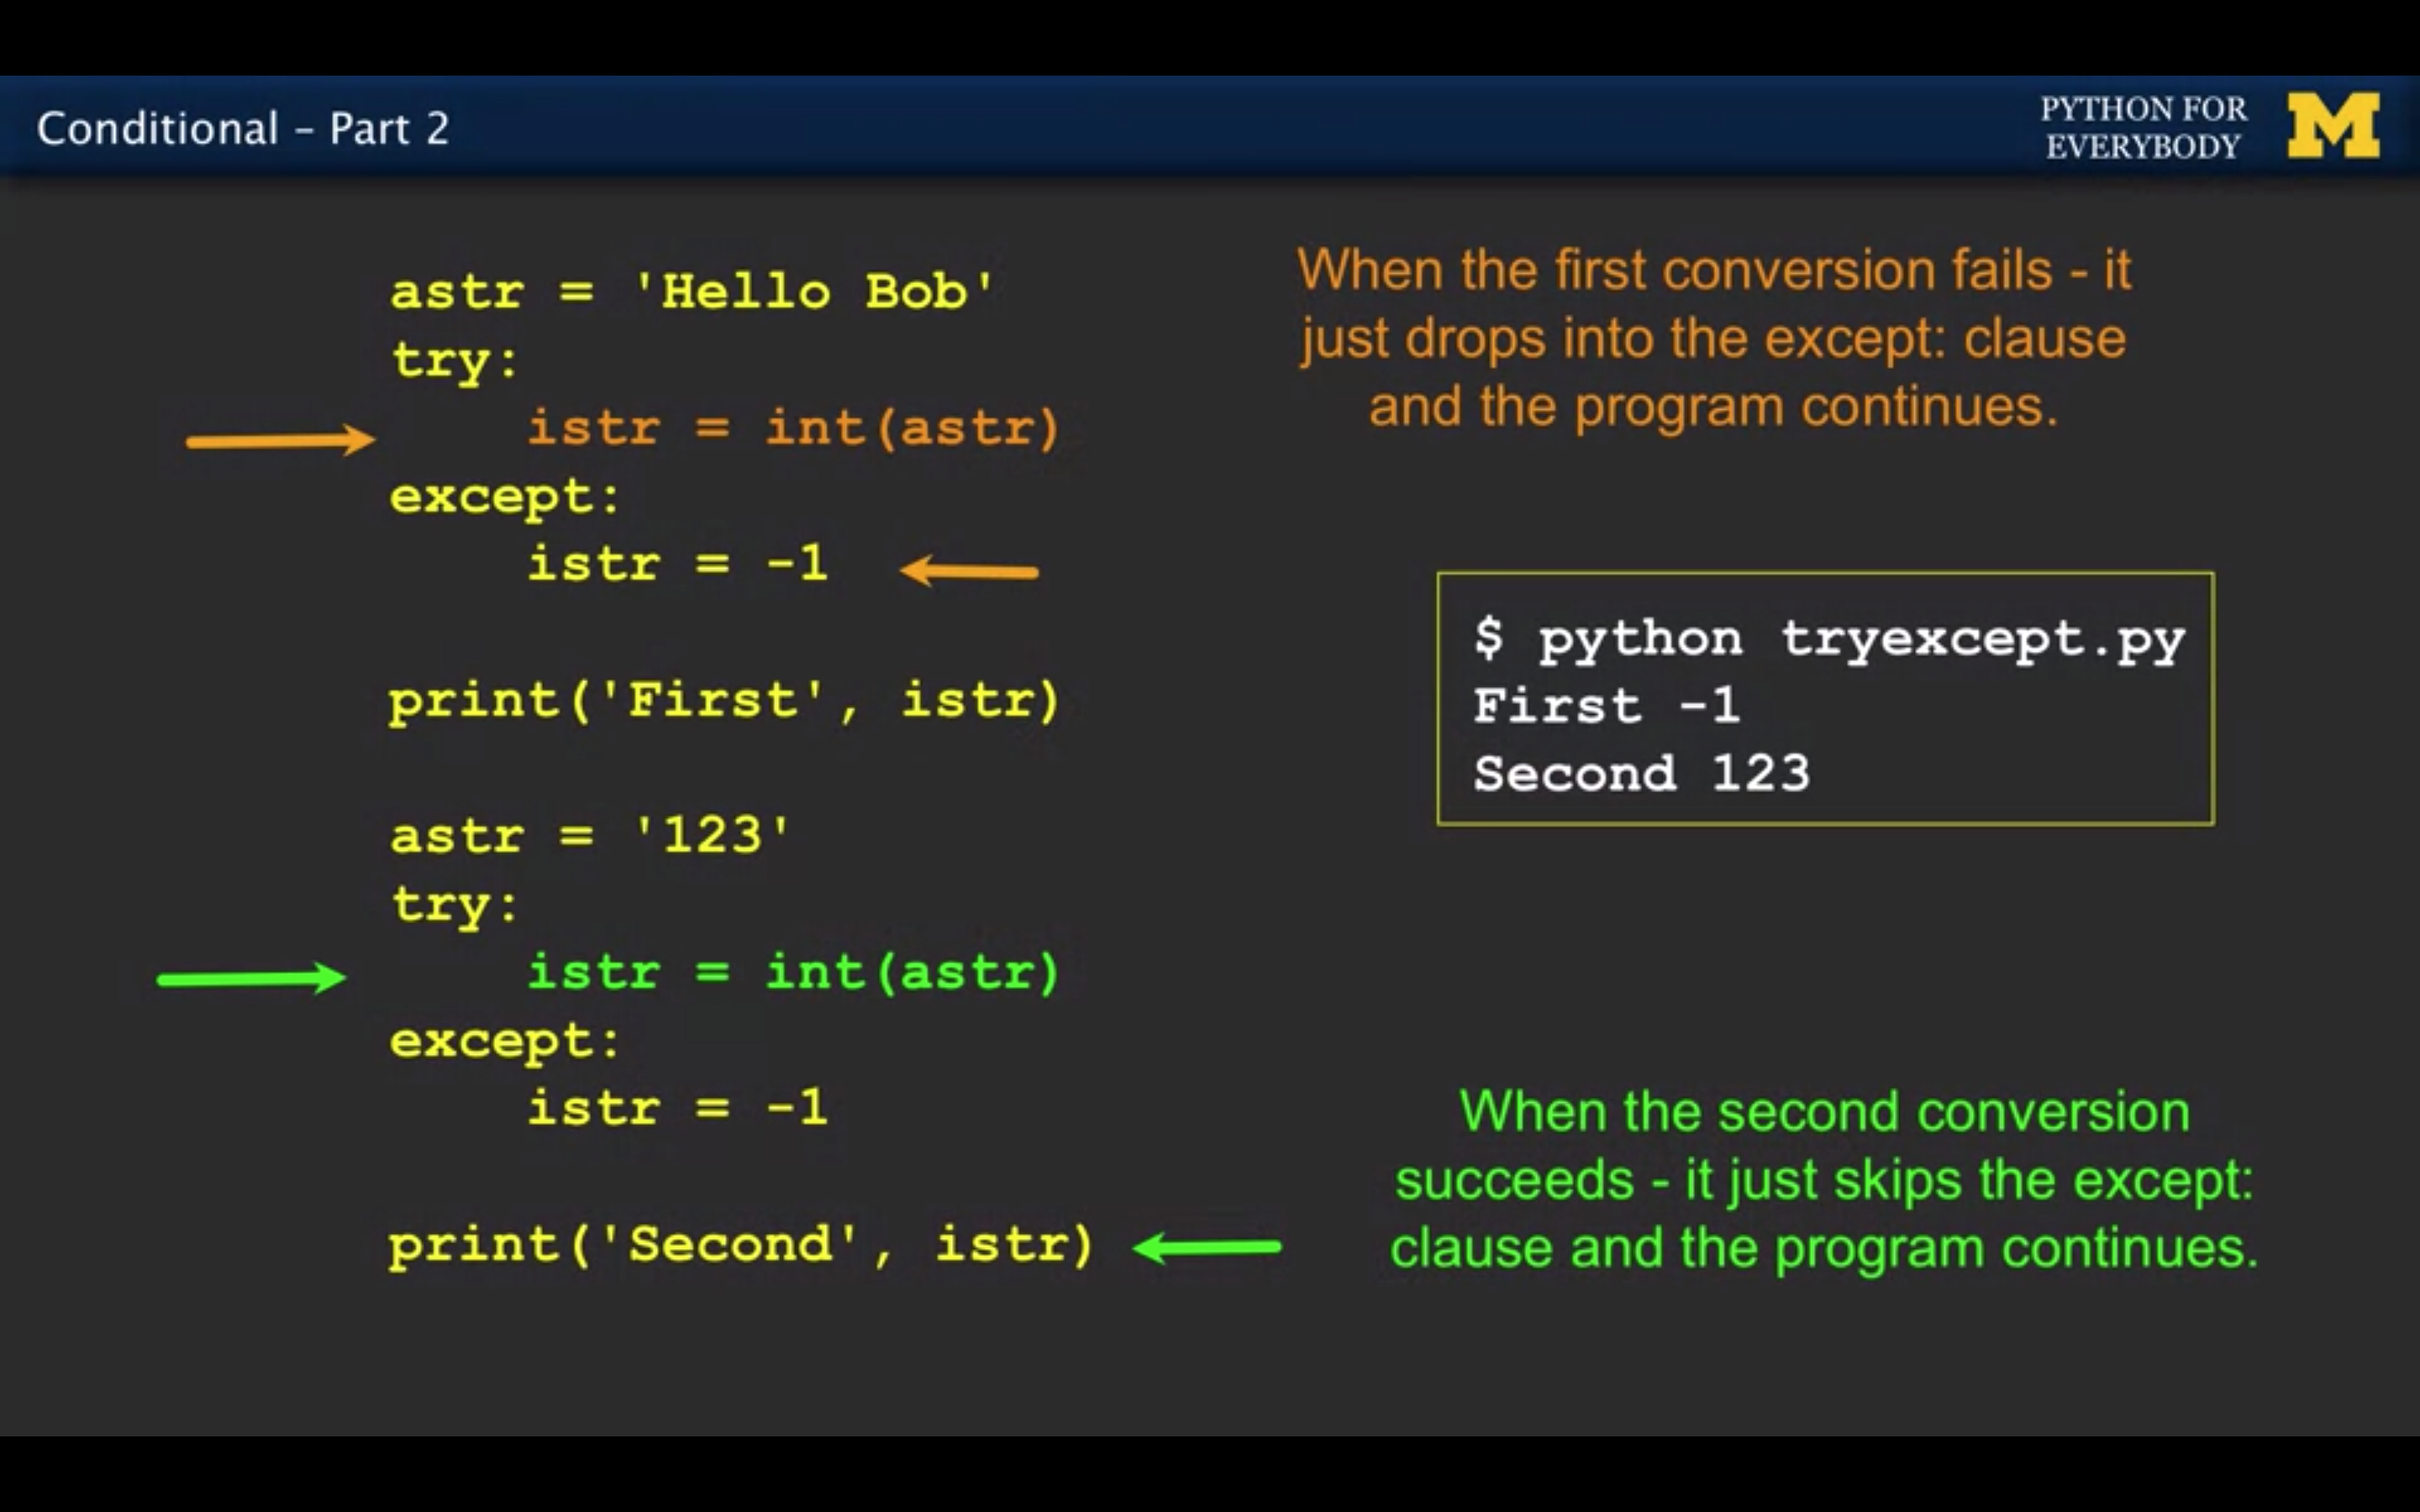 Conditional – Part 2
PYTHON FOR
EVERYBODY
M
astr = 'Hello Bob'
try:
    istr = int(astr)
except:
    istr = -1
print('First', istr)
astr = '123'
try:
    istr = int(astr)
except:
    istr = -1
print('Second', istr)
When the first conversion fails - it
just drops into the except: clause
and the program continues.
$ python tryexcept.py
First -1
Second 123
When the second conversion
succeeds - it just skips the except:
clause and the program continues.